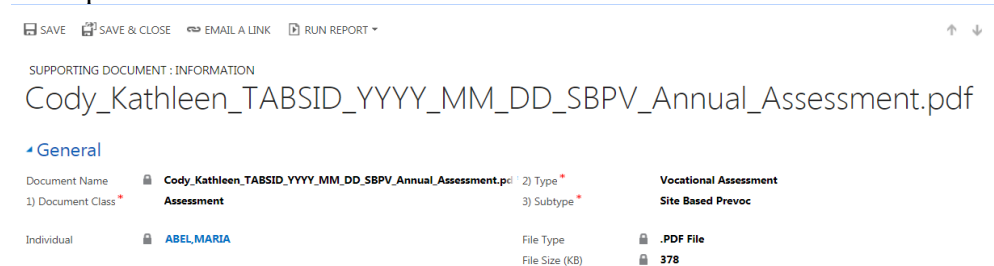 SAVE SAVE & CLOSE EMAIL A LINK RUN REPORT
SUPPORTING DOCUMENT : INFORMATION
Cody_Kathleen_TABSID_YYYY_MM_DD_SBPV_Annual_Assessment.pdf
General
Document Name Cody_Kathleen_TABSID_YYYY_MM_DD_SBPV_Annual_Assessment.pd 2) Type * Vocational Assessment
1) Document Class * Assessment 3) Subtype * Site Based Prevoc
Individual ABEL,MARIA File Type .PDF File
File Size (KB) 378